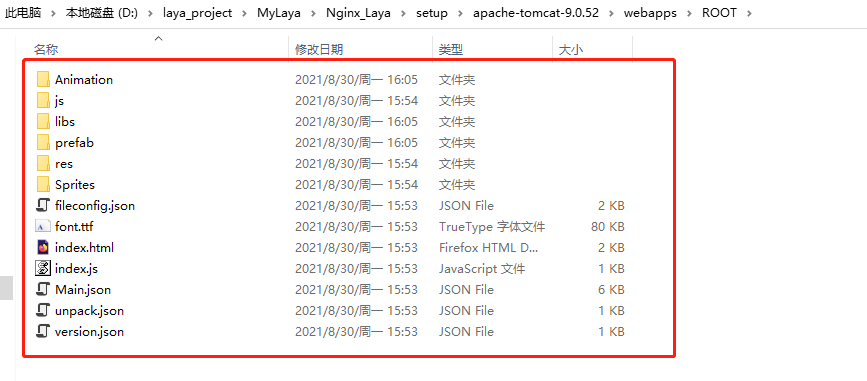 此电脑 > 本地磁盘 (D:) > laya_project > MyLaya > Nginx_Laya > setup > apache-tomcat-9.0.52 > webapps > ROOT >
名称 修改日期 类型 大小
Animation 2021/8/30/周一 16:05 文件夹
js 2021/8/30/周一 15:54 文件夹
libs 2021/8/30/周一 16:05 文件夹
prefab 2021/8/30/周一 16:05 文件夹
res 2021/8/30/周一 15:54 文件夹
Sprites 2021/8/30/周一 15:54 文件夹
fileconfig.json 2021/8/30/周一 15:53 JSON File 2 KB
font.ttf 2021/8/30/周一 15:53 TrueType 字体文件 80 KB
index.html 2021/8/30/周一 15:53 Firefox HTML D... 2 KB
index.js 2021/8/30/周一 15:53 JavaScript 文件 1 KB
Main.json 2021/8/30/周一 15:53 JSON File 6 KB
unpack.json 2021/8/30/周一 15:53 JSON File 1 KB
version.json 2021/8/30/周一 15:53 JSON File 1 KB